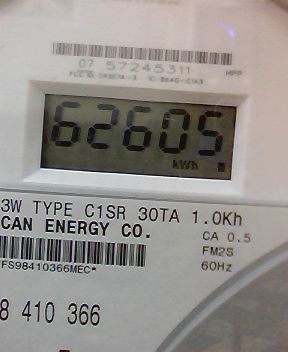 07 57245311
HPP
62605
kWh
3W TYPE C1SR 30TA 1.0Kh
CAN ENERGY CO.
CA 0.5
FM2S
60Hz
FS98410366MEC*
8 410 366